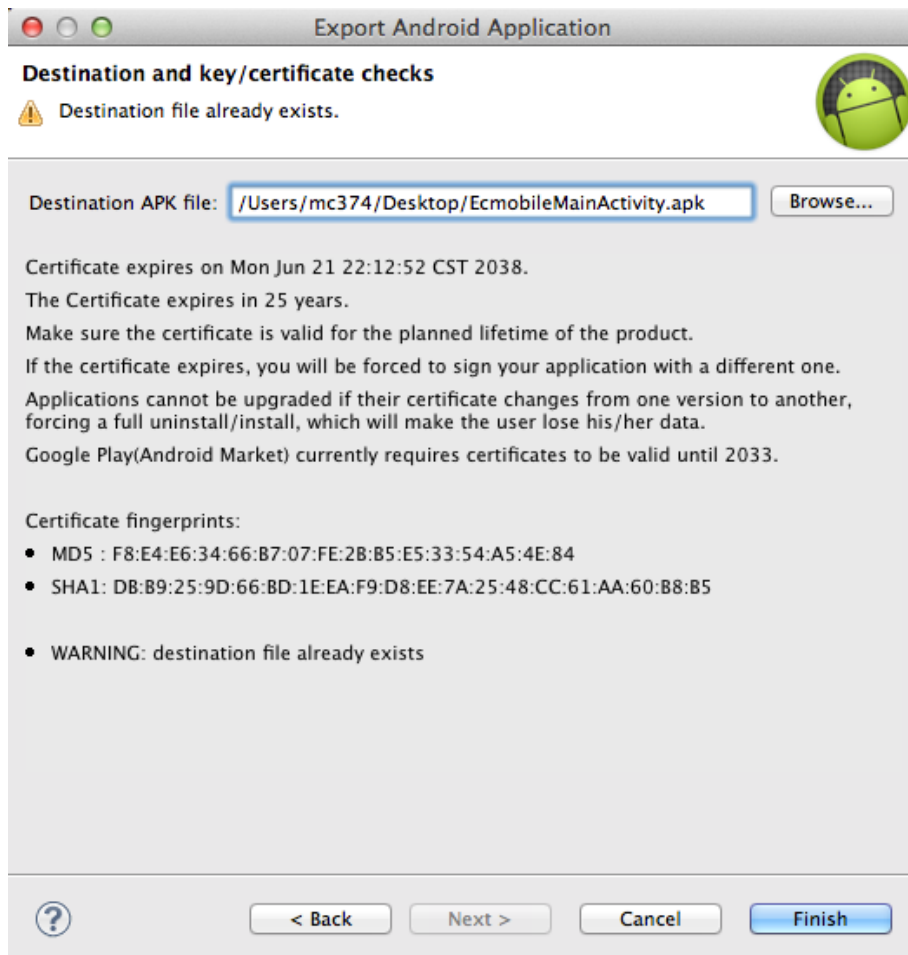 Export Android Application
Destination and key/certificate checks
Destination file already exists.
Destination APK file: /Users/mc374/Desktop/EcmobileMainActivity.apk Browse...
Certificate expires on Mon Jun 21 22:12:52 CST 2038.
The Certificate expires in 25 years.
Make sure the certificate is valid for the planned lifetime of the product.
If the certificate expires, you will be forced to sign your application with a different one.
Applications cannot be upgraded if their certificate changes from one version to another,
forcing a full uninstall/install, which will make the user lose his/her data.
Google Play(Android Market) currently requires certificates to be valid until 2033.
Certificate fingerprints:
• MD5 : F8:E4:E6:34:66:B7:07:FE:2B:B5:E5:33:54:A5:4E:84
• SHA1: DB:B9:25:9D:66:BD:1E:EA:F9:D8:EE:7A:25:48:CC:61:AA:60:B8:B5
• WARNING: destination file already exists
? < Back Next > Cancel Finish